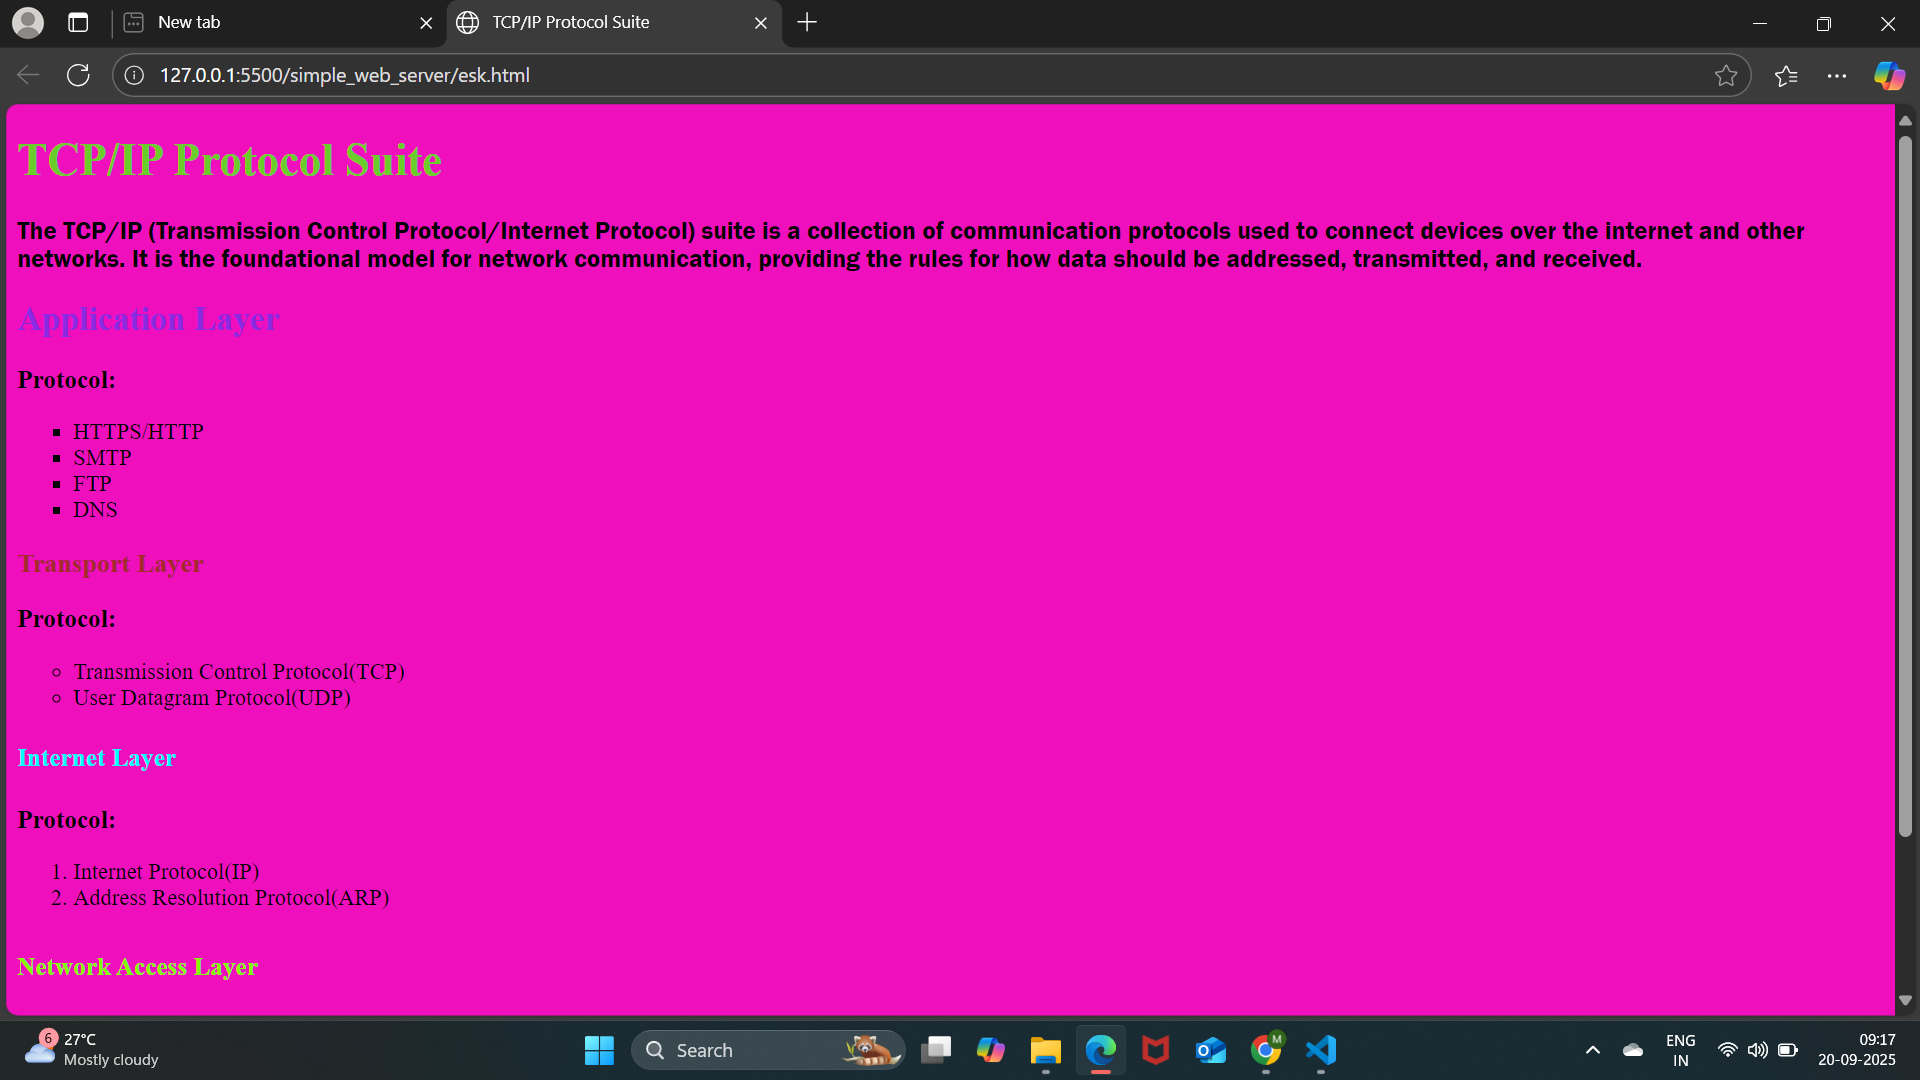 New tab
TCP/IP Protocol Suite
127.0.0.1:5500/simple_web_server/esk.html
TCP/IP Protocol Suite
The TCP/IP (Transmission Control Protocol/Internet Protocol) suite is a collection of communication protocols used to connect devices over the internet and other
networks. It is the foundational model for network communication, providing the rules for how data should be addressed, transmitted, and received.
Application Layer
Protocol:
HTTPS/HTTP
SMTP
FTP
DNS
Transport Layer
Protocol:
Transmission Control Protocol(TCP)
User Datagram Protocol(UDP)
Internet Layer
Protocol:
1. Internet Protocol(IP)
2. Address Resolution Protocol(ARP)
Network Access Layer
6
27°C
Mostly cloudy
Search
M
ENG
IN
09:17
20-09-2025